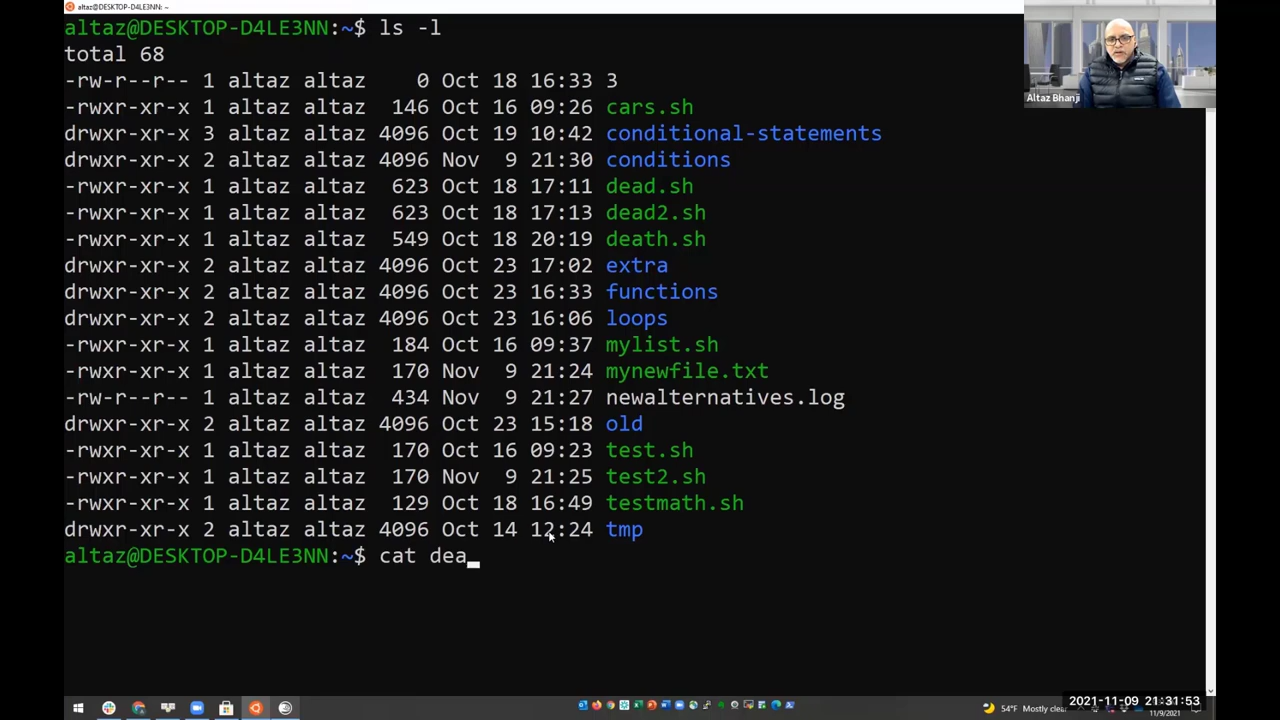 altaz@DESKTOP-D4LE3NN: ~
altaz@DESKTOP-D4LE3NN:~$ ls -l
total 68
-rw-r--r-- 1 altaz altaz    0 Oct 18 16:33 3
-rwxr-xr-x 1 altaz altaz  146 Oct 16 09:26 cars.sh
drwxr-xr-x 3 altaz altaz 4096 Oct 19 10:42 conditional-statements
drwxr-xr-x 2 altaz altaz 4096 Nov  9 21:30 conditions
-rwxr-xr-x 1 altaz altaz  623 Oct 18 17:11 dead.sh
-rwxr-xr-x 1 altaz altaz  623 Oct 18 17:13 dead2.sh
-rwxr-xr-x 1 altaz altaz  549 Oct 18 20:19 death.sh
drwxr-xr-x 2 altaz altaz 4096 Oct 23 17:02 extra
drwxr-xr-x 2 altaz altaz 4096 Oct 23 16:33 functions
drwxr-xr-x 2 altaz altaz 4096 Oct 23 16:06 loops
-rwxr-xr-x 1 altaz altaz  184 Oct 16 09:37 mylist.sh
-rwxr-xr-x 1 altaz altaz  170 Nov  9 21:24 mynewfile.txt
-rw-r--r-- 1 altaz altaz  434 Nov  9 21:27 newalternatives.log
drwxr-xr-x 2 altaz altaz 4096 Oct 23 15:18 old
-rwxr-xr-x 1 altaz altaz  170 Oct 16 09:23 test.sh
-rwxr-xr-x 1 altaz altaz  170 Nov  9 21:25 test2.sh
-rwxr-xr-x 1 altaz altaz  129 Oct 18 16:49 testmath.sh
drwxr-xr-x 2 altaz altaz 4096 Oct 14 12:24 tmp
altaz@DESKTOP-D4LE3NN:~$ cat dea
Altaz Bhanji
54°F Mostly clear
2021-11-09 21:31:53
11/9/2021